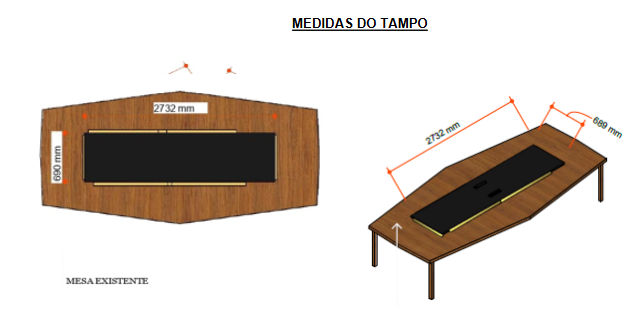 MEDIDAS DO TAMPO
2732 mm
690 mm
2732 mm
689 mm
MESA EXISTENTE